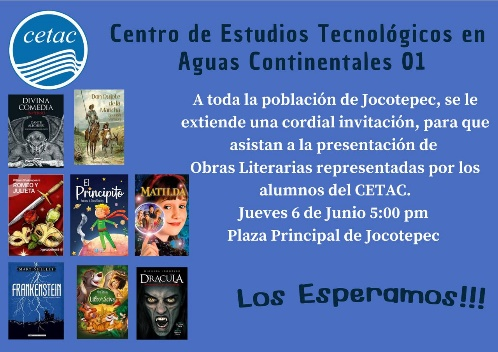 cetac
Centro de Estudios Tecnológicos en
Aguas Continentales 01
DIVINA
COMEDIA
Don Quijote
de la
Mancha
A toda la población de Jocotepec, se le
extiende una cordial invitación, para que
asistan a la presentación de
Obras Literarias representadas por los
alumnos del CETAC.
Jueves 6 de Junio 5:00 pm
Plaza Principal de Jocotepec
ROMEO Y
JULIETA
El
Principito
MATILDA
MARY SHELLEY
FRANKENSTEIN
DRACULA
Los Esperamos!!!